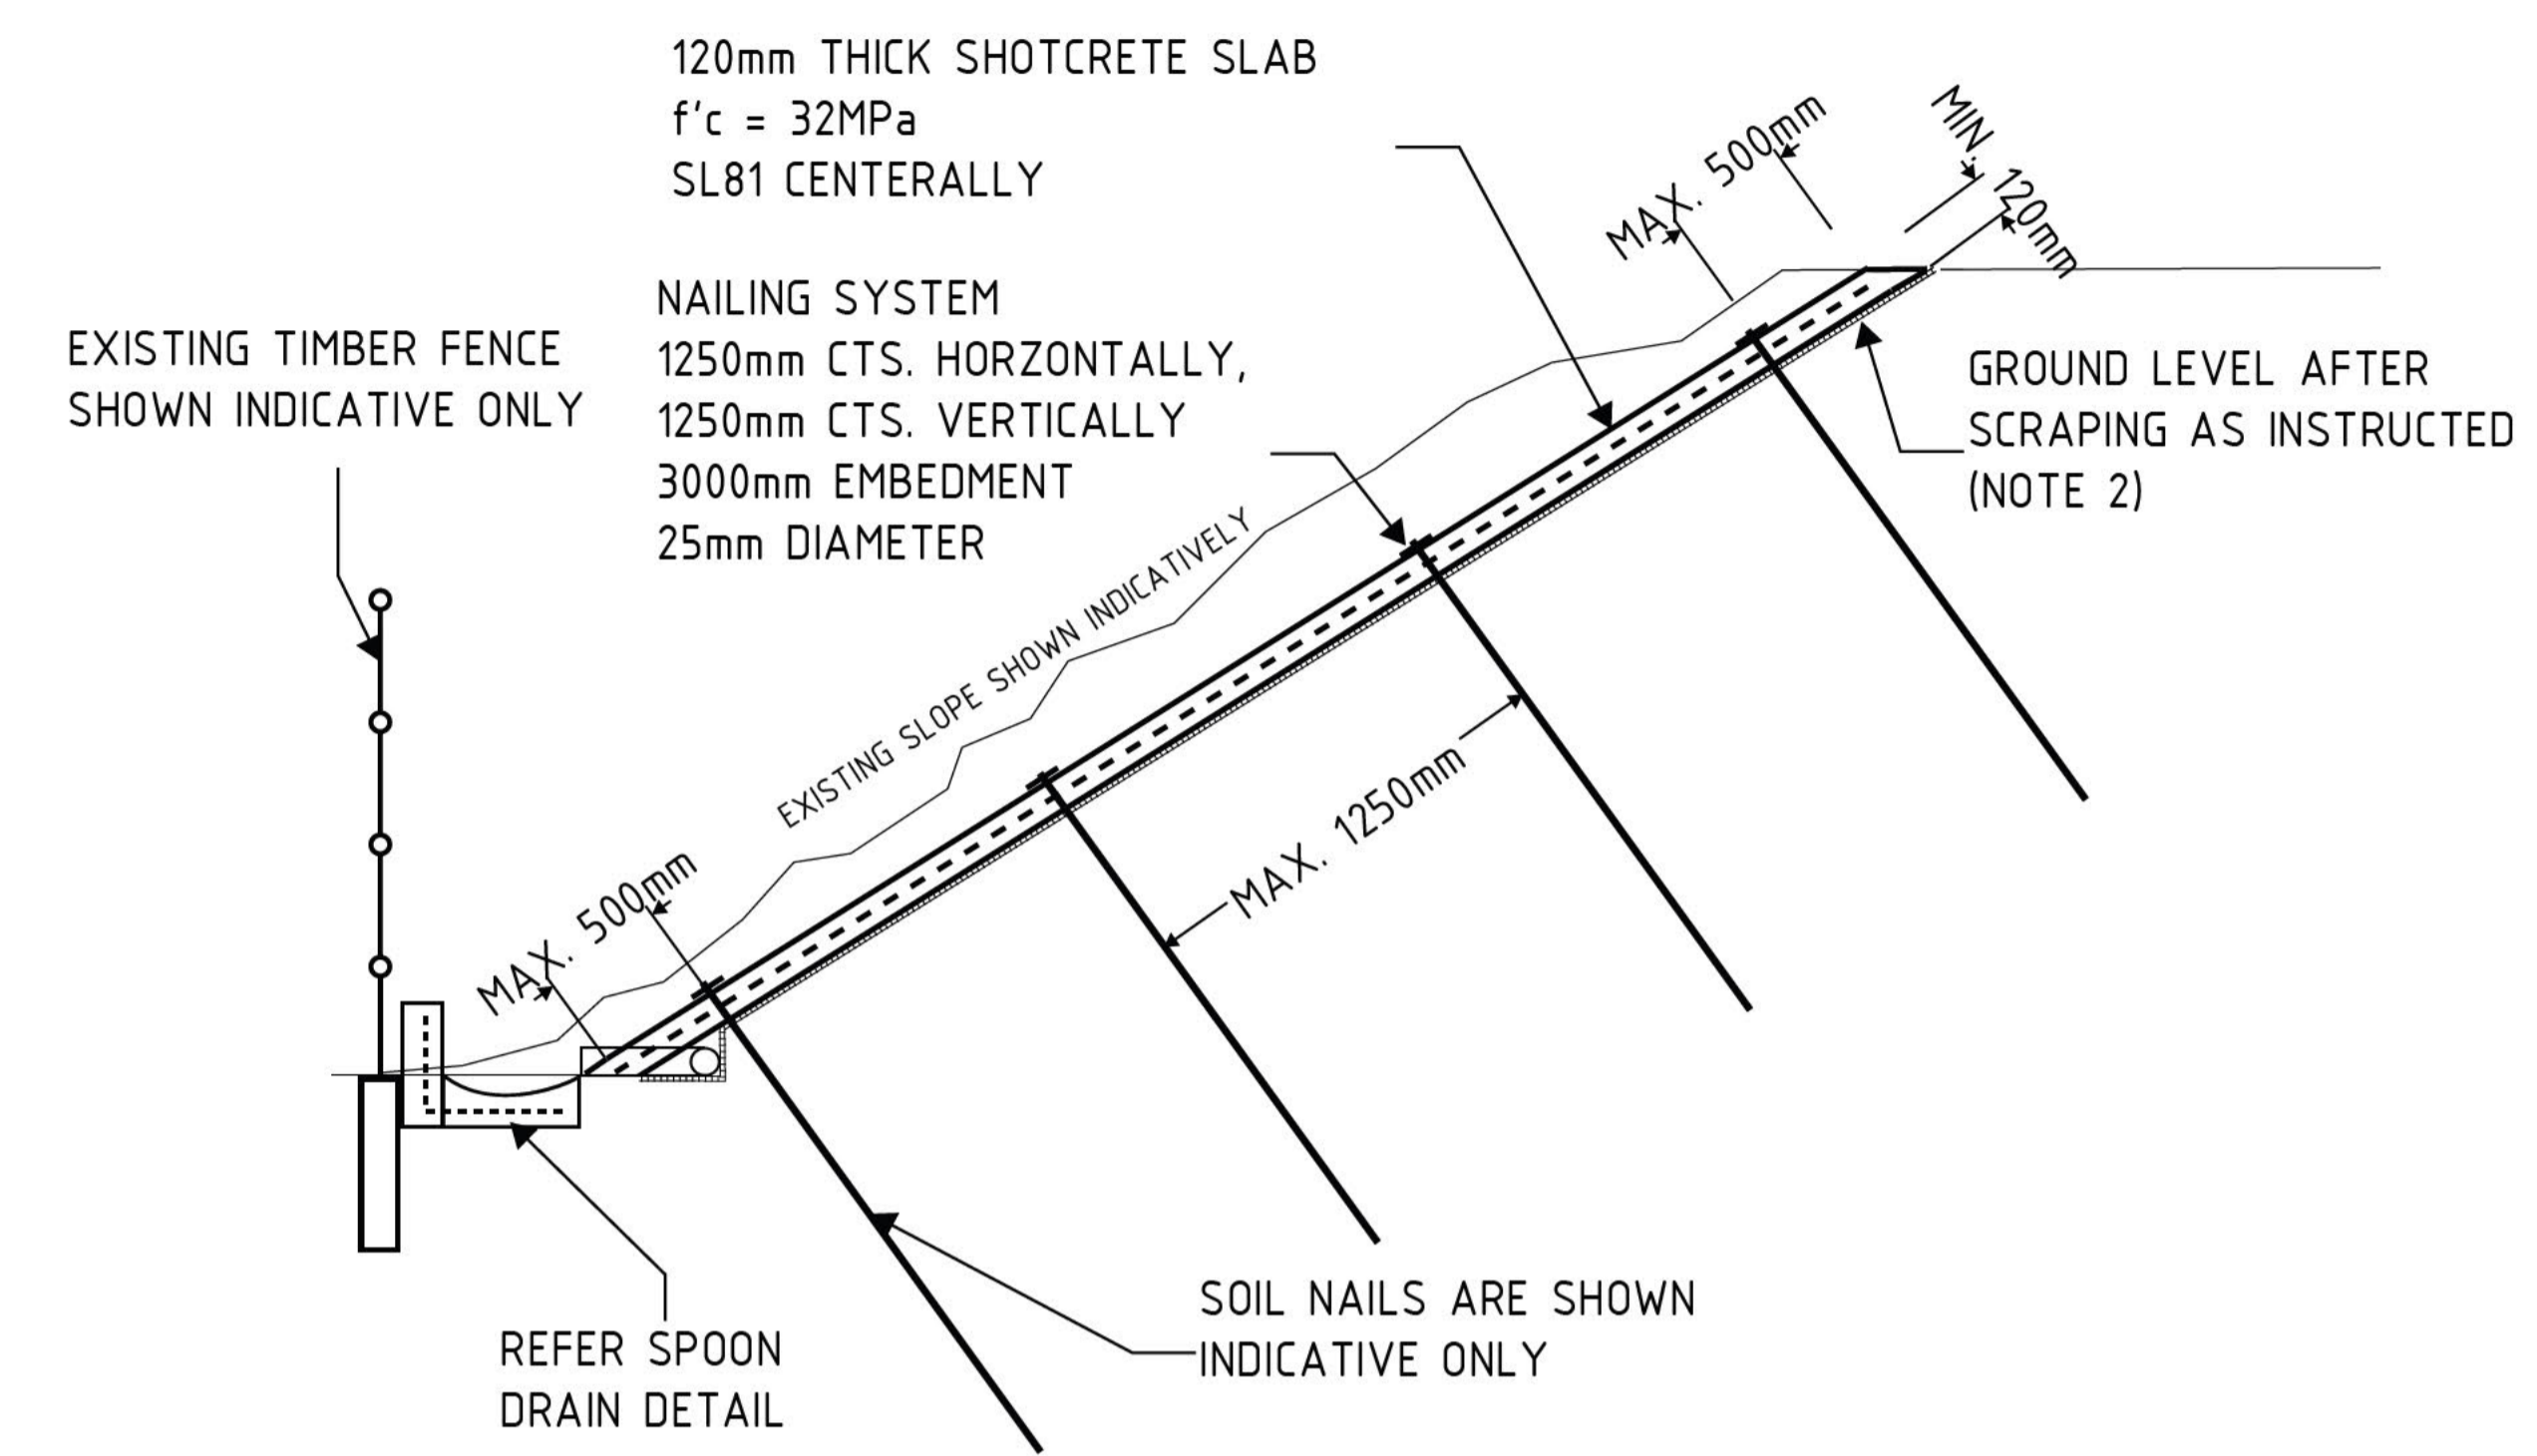 120mm THICK SHOTCRETE SLAB
f'c = 32MPa
SL81 CENTERALLY
NAILING SYSTEM
1250mm CTS. HORZONTALLY,
1250mm CTS. VERTICALLY
3000mm EMBEDMENT
25mm DIAMETER
EXISTING TIMBER FENCE
SHOWN INDICATIVE ONLY
MAX. 500mm
MIN. 120mm
GROUND LEVEL AFTER
SCRAPING AS INSTRUCTED
(NOTE 2)
EXISTING SLOPE SHOWN INDICATIVELY
MAX. 1250mm
MAX. 500mm
SOIL NAILS ARE SHOWN
INDICATIVE ONLY
REFER SPOON
DRAIN DETAIL